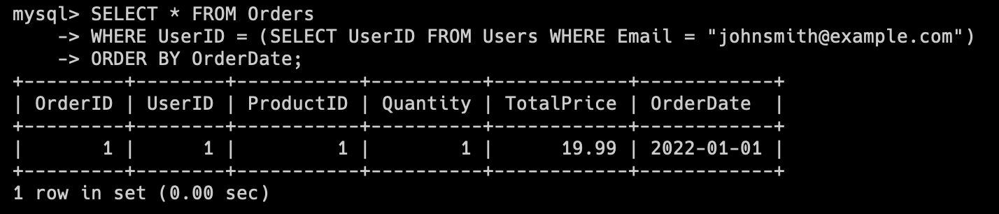 mysql> SELECT * FROM Orders
    -> WHERE UserID = (SELECT UserID FROM Users WHERE Email = "johnsmith@example.com")
    -> ORDER BY OrderDate;
+---------+--------+-----------+----------+------------+------------+
| OrderID | UserID | ProductID | Quantity | TotalPrice | OrderDate  |
+---------+--------+-----------+----------+------------+------------+
|       1 |      1 |         1 |        1 |      19.99 | 2022-01-01 |
+---------+--------+-----------+----------+------------+------------+
1 row in set (0.00 sec)